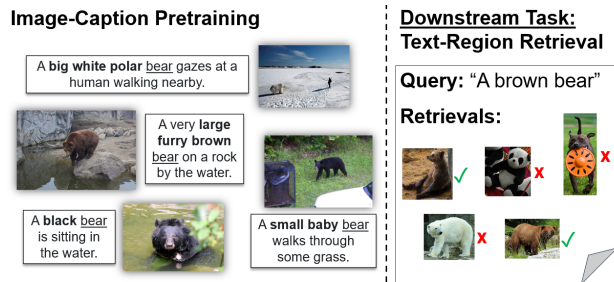 Image-Caption Pretraining
A big white polar bear gazes at a
human walking nearby.
A very large
furry brown
bear on a rock
by the water.
A black bear
is sitting in
the water.
A small baby bear
walks through
some grass.
Downstream Task:
Text-Region Retrieval
Query: “A brown bear”
Retrievals: